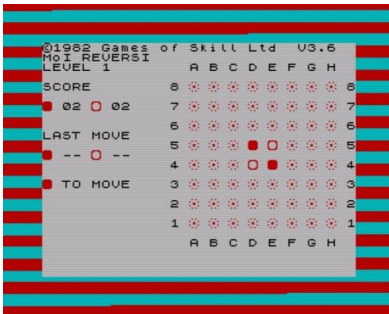 ©1982 Games of Skill Ltd V3.6
MoI REVERSI
LEVEL 1 A B C D E F G H
SCORE 8 8
02 02 7 7
6 6
LAST MOVE 5 5
-- -- 4 4
TO MOVE 3 3
2 2
1 1
A B C D E F G H